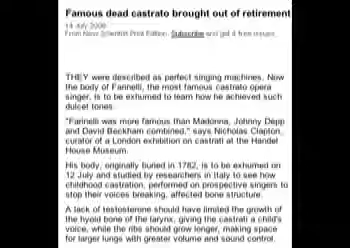 Famous dead castrato brought out of retirement
14 July 2006
From New Scientist Print Edition. Subscribe and get 4 free issues.
THEY were described as perfect singing machines. Now
the body of Farinelli, the most famous castrato opera
singer, is to be exhumed to learn how he achieved such
dulcet tones.
"Farinelli was more famous than Madonna, Johnny Depp
and David Beckham combined," says Nicholas Clapton,
curator of a London exhibition on castrati at the Handel
House Museum.
His body, originally buried in 1782, is to be exhumed on
12 July and studied by researchers in Italy to see how
childhood castration, performed on prospective singers to
stop their voices breaking, affected bone structure.
A lack of testosterone should have limited the growth of
the hyoid bone of the larynx, giving the castrati a child's
voice, while the ribs should grow longer, making space
for larger lungs with greater volume and sound control.